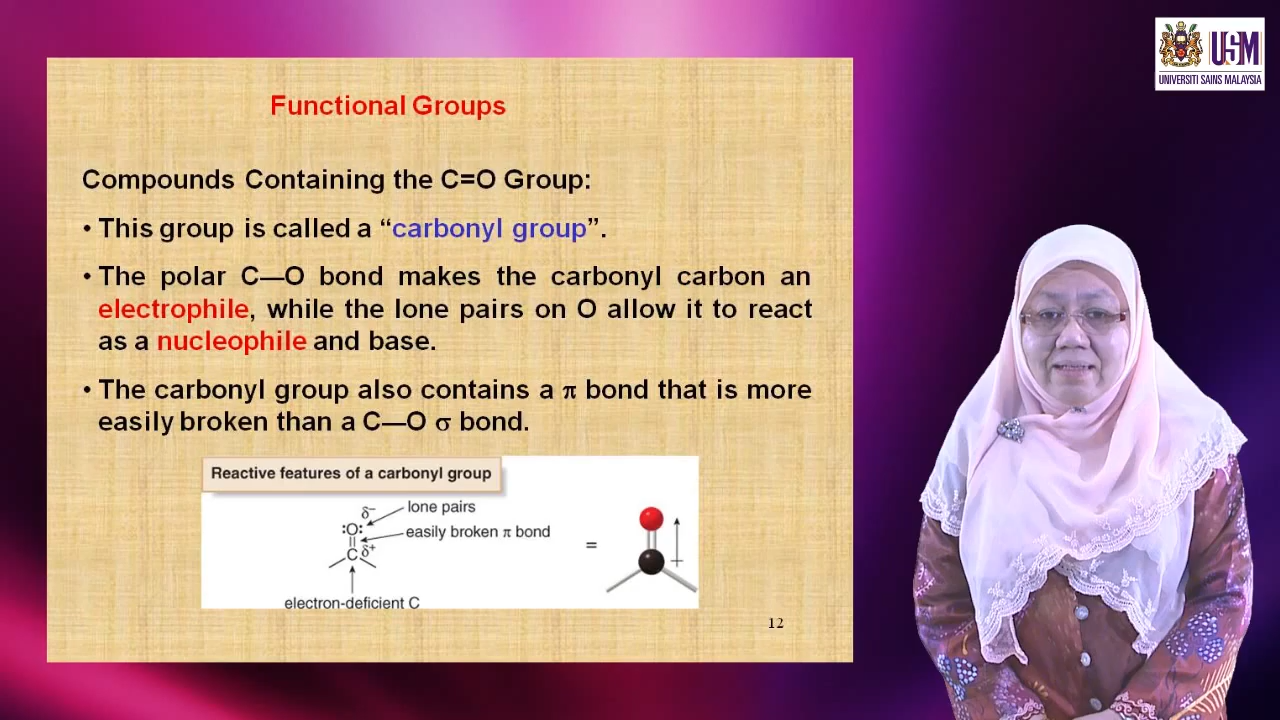 USM
UNIVERSITI SAINS MALAYSIA
Functional Groups
Compounds Containing the C=O Group:
• This group is called a “carbonyl group”.
• The polar C—O bond makes the carbonyl carbon an
electrophile, while the lone pairs on O allow it to react
as a nucleophile and base.
• The carbonyl group also contains a π bond that is more
easily broken than a C—O σ bond.
Reactive features of a carbonyl group
δ−
lone pairs
:O:
easily broken π bond
C δ+
=
electron-deficient C
12